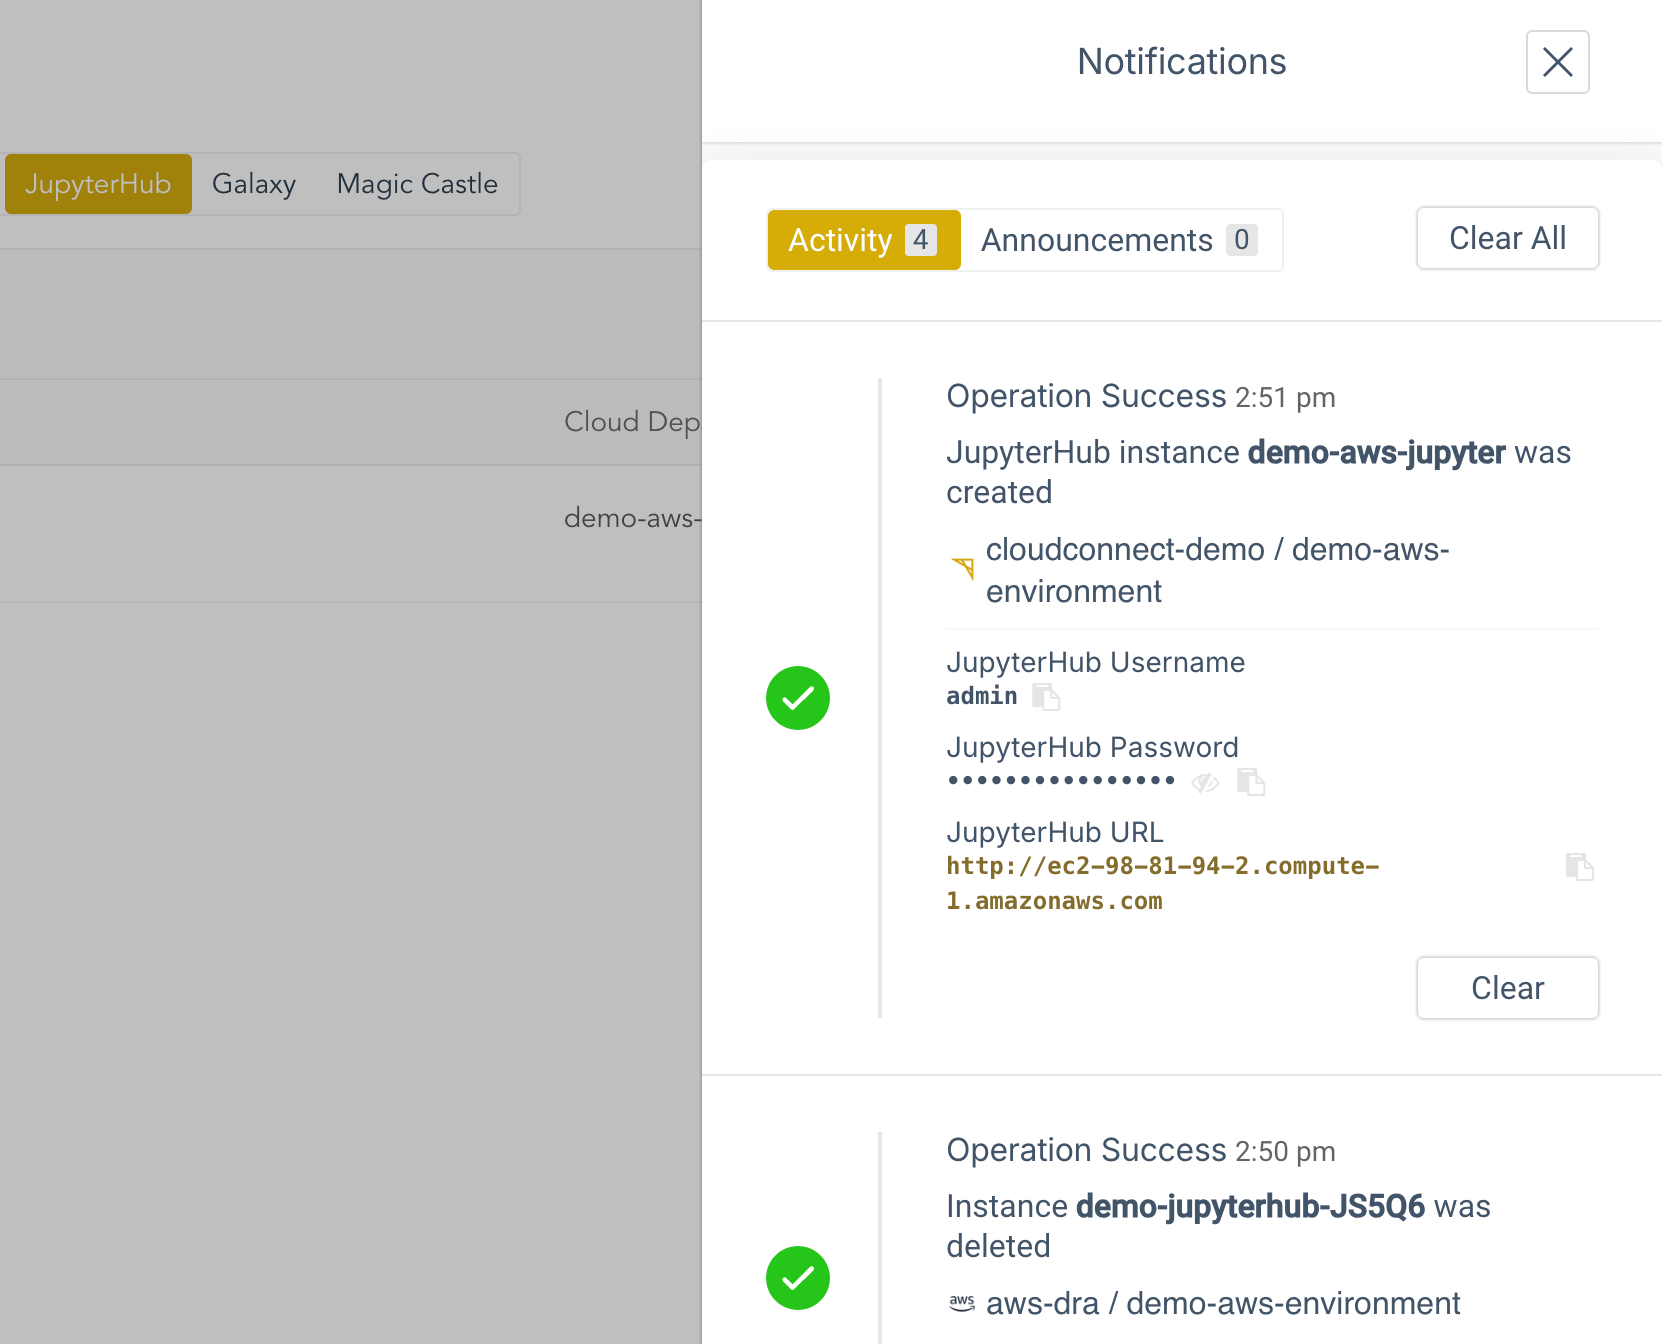 Notifications
JupyterHub Galaxy Magic Castle
Activity 4 Announcements 0 Clear All
Cloud Dep
demo-aws-
Operation Success 2:51 pm
JupyterHub instance demo-aws-jupyter was
created
cloudconnect-demo / demo-aws-
environment
JupyterHub Username
admin
JupyterHub Password
••••••••••••••••
JupyterHub URL
http://ec2-98-81-94-2.compute-
1.amazonaws.com
Clear
Operation Success 2:50 pm
Instance demo-jupyterhub-JS5Q6 was
deleted
aws aws-dra / demo-aws-environment